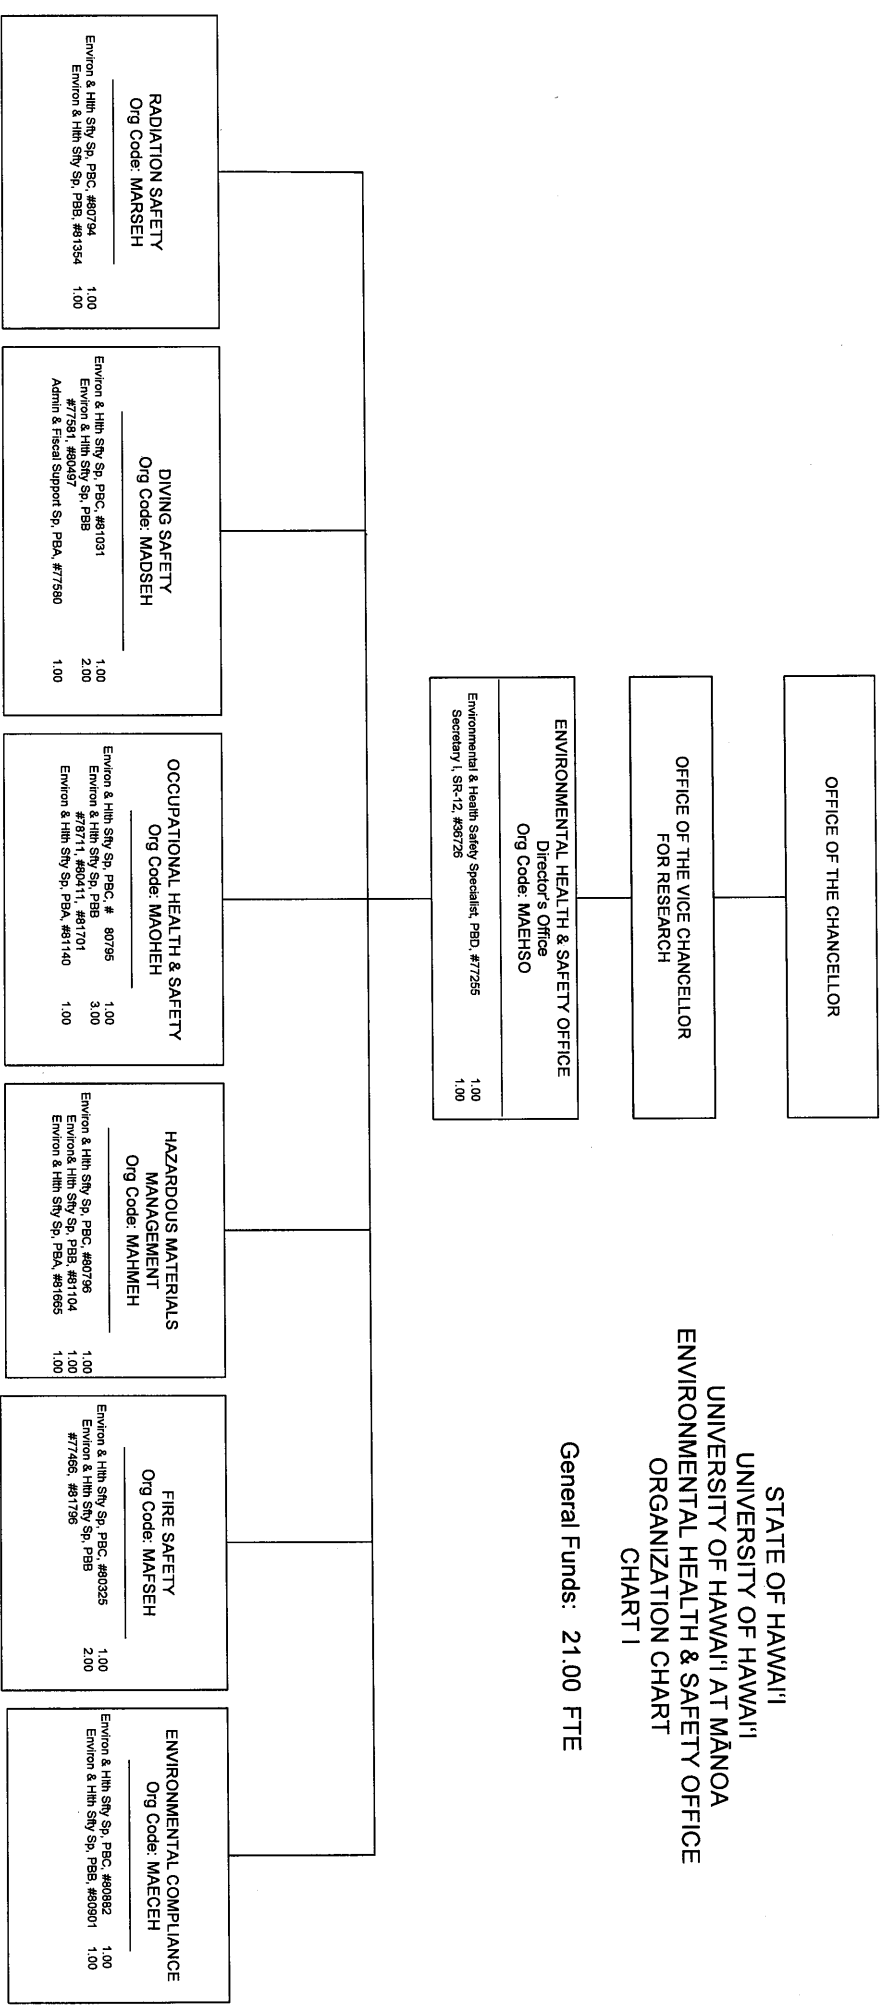 STATE OF HAWAI'I
UNIVERSITY OF HAWAI'I
UNIVERSITY OF HAWAI'I AT MĀNOA
ENVIRONMENTAL HEALTH & SAFETY OFFICE
ORGANIZATION CHART
CHART I
General Funds: 21.00 FTE
OFFICE OF THE CHANCELLOR
OFFICE OF THE VICE CHANCELLOR
FOR RESEARCH
ENVIRONMENTAL HEALTH & SAFETY OFFICE
Director's Office
Org Code: MAEHSO
Environmental & Health Safety Specialist, PBD, #77255 1.00
Secretary I, SR-12, #36726 1.00
RADIATION SAFETY
Org Code: MARSEH
Environ & Hlth Sfty Sp, PBC, #80794 1.00
Environ & Hlth Sfty Sp, PBB, #81354 1.00
DIVING SAFETY
Org Code: MADSEH
Environ & Hlth Sfty Sp, PBC, #81031 1.00
Environ & Hlth Sfty Sp, PBB 2.00
#77581, #80497
Admin & Fiscal Support Sp, PBA, #77580 1.00
OCCUPATIONAL HEALTH & SAFETY
Org Code: MAOHEH
Environ & Hlth Sfty Sp, PBC, # 80795 1.00
Environ & Hlth Sfty Sp, PBB 3.00
#78711, #80411, #81701
Environ & Hlth Sfty Sp, PBA, #81140 1.00
HAZARDOUS MATERIALS
MANAGEMENT
Org Code: MAHMEH
Environ & Hlth Sfty Sp, PBC, #80796 1.00
Environ& Hlth Sfty Sp, PBB, #81104 1.00
Environ & Hlth Sfty Sp, PBA, #81665 1.00
FIRE SAFETY
Org Code: MAFSEH
Environ & Hlth Sfty Sp, PBC, #80325 1.00
Environ & Hlth Sfty Sp, PBB 2.00
#77466, #81796
ENVIRONMENTAL COMPLIANCE
Org Code: MAECEH
Environ & Hlth Sfty Sp, PBC, #80882 1.00
Environ & Hlth Sfty Sp, PBB, #80901 1.00